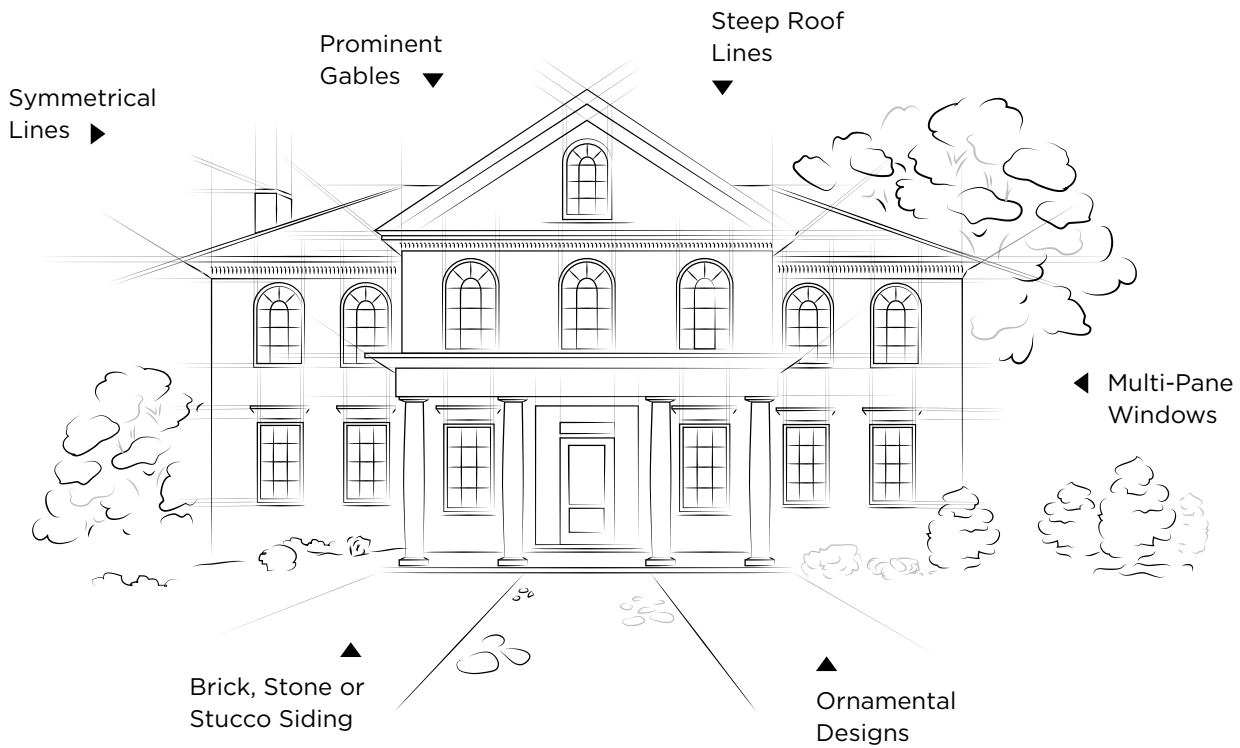 Steep Roof
Lines
Prominent
Gables
Symmetrical
Lines
Multi-Pane
Windows
Brick, Stone or
Stucco Siding
Ornamental
Designs